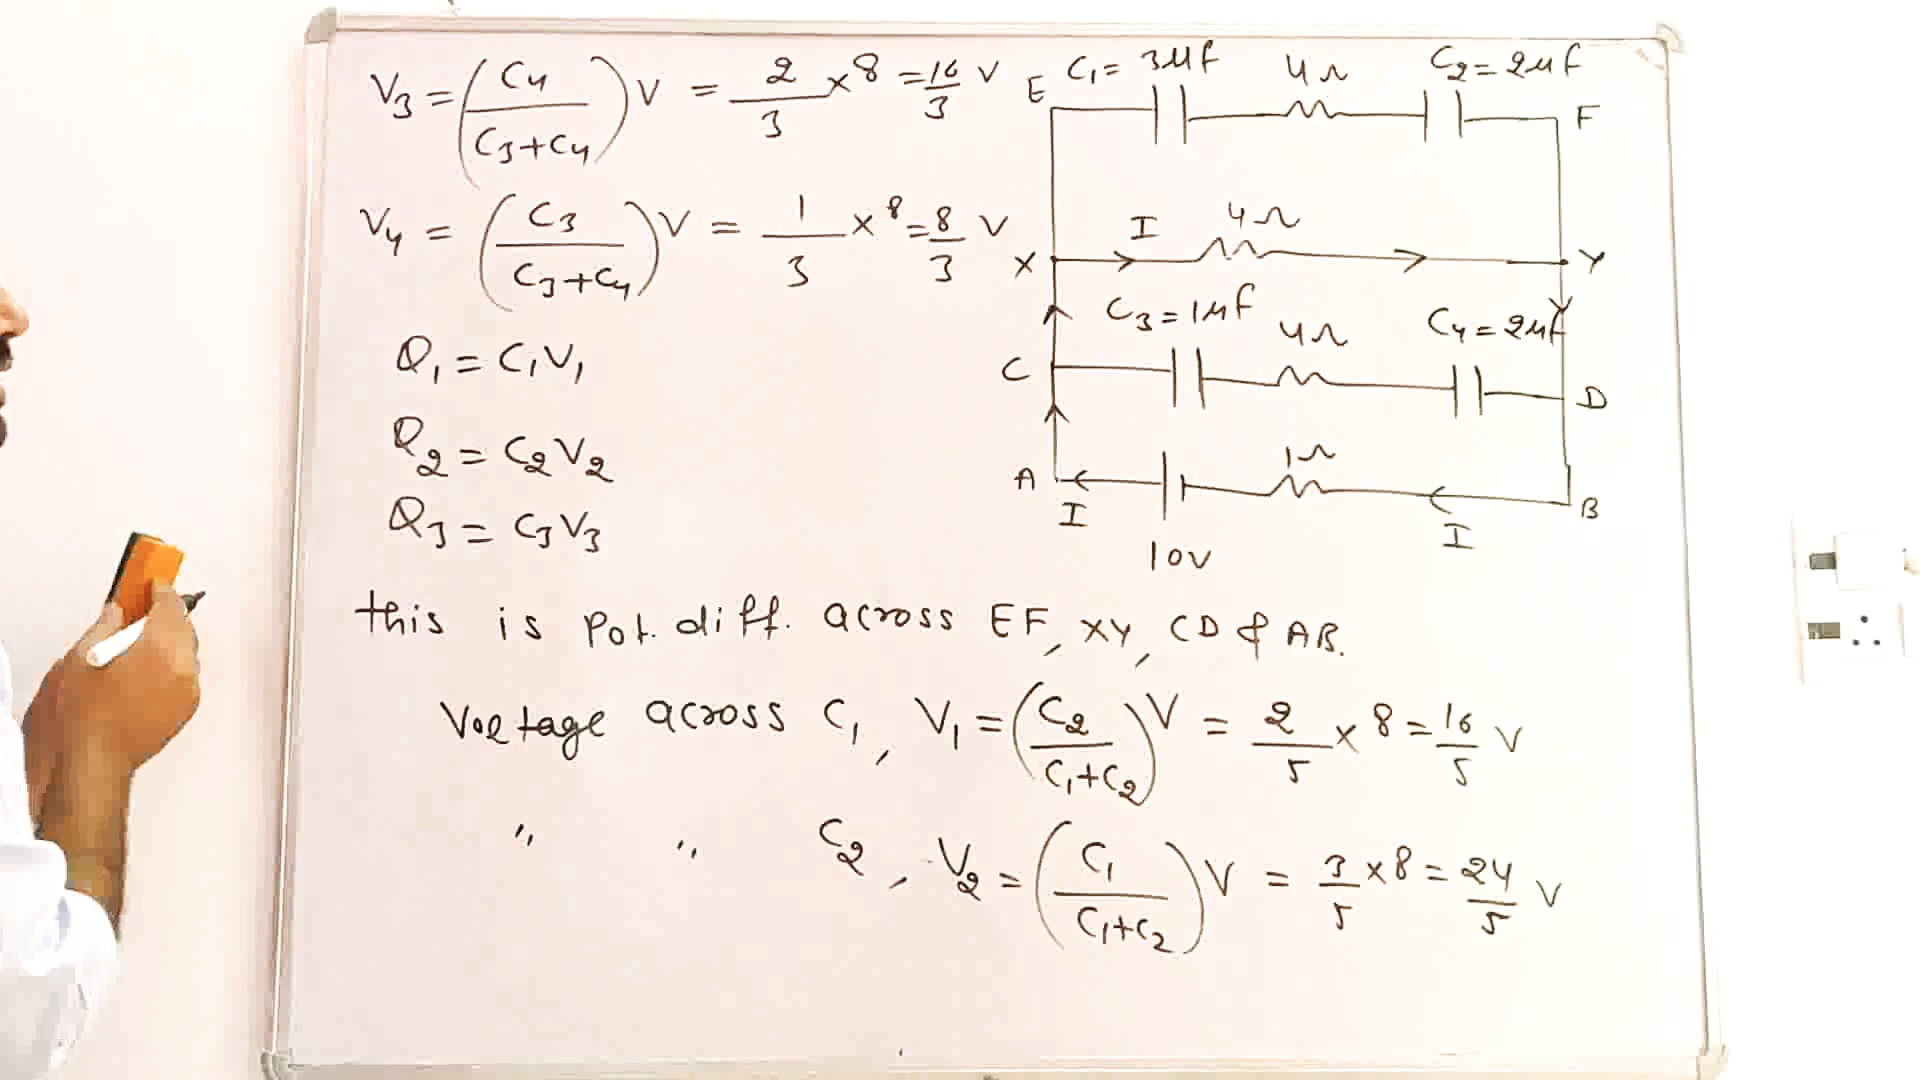 V3 = (C4 / C3+C4) V = 2/3 × 8 = 16/3 V
V4 = (C3 / C3+C4) V = 1/3 × 8 = 8/3 V
Q1 = C1V1
Q2 = C2V2
Q3 = C3V3
E C1 = 3μf 4Ω C2 = 2μf F
X I 4Ω Y
C C3 = 1μf 4Ω C4 = 2μf D
A I 10V 1Ω I B
this is Pot. diff. across EF, XY, CD & AB.
Voltage across C1, V1 = (C2 / C1+C2) V = 2/5 × 8 = 16/5 V
" " C2, V2 = (C1 / C1+C2) V = 3/5 × 8 = 24/5 V